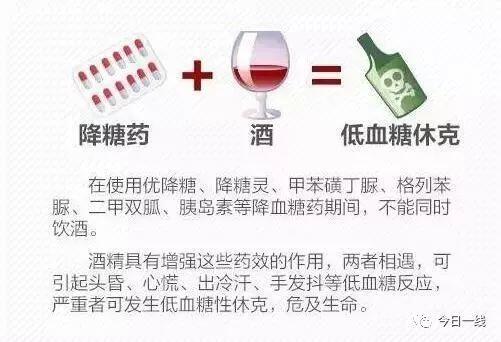 降糖药 + 酒 = 低血糖休克
在使用优降糖、降糖灵、甲苯磺丁脲、格列苯
脲、二甲双胍、胰岛素等降血糖药期间，不能同时
饮酒。
酒精具有增强这些药效的作用，两者相遇，可
引起头昏、心慌、出冷汗、手发抖等低血糖反应，
严重者可发生低血糖性休克，危及生命。
今日一线